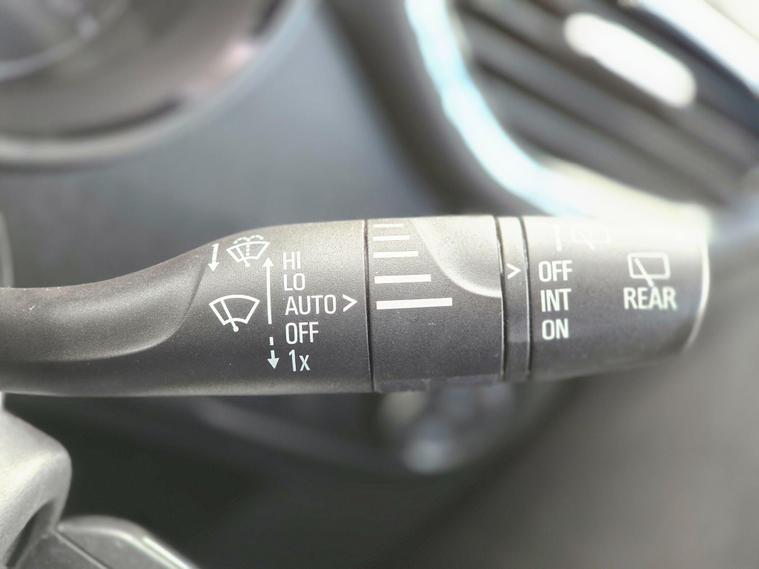 HI
LO
AUTO >
OFF
1x
>
OFF
INT
ON
REAR